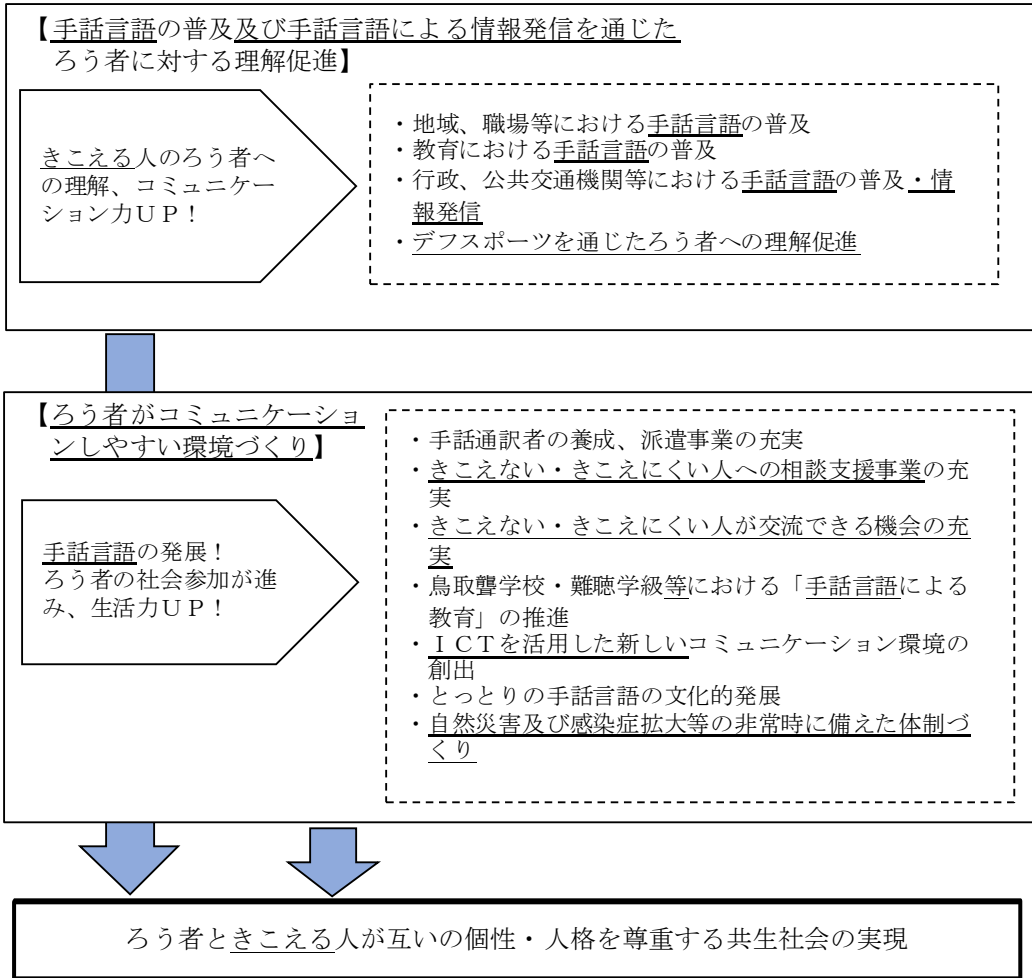 【手話言語の普及及び手話言語による情報発信を通じた
ろう者に対する理解促進】
きこえる人のろう者へ
の理解、コミュニケー
ション力ＵＰ！
・地域、職場等における手話言語の普及
・教育における手話言語の普及
・行政、公共交通機関等における手話言語の普及・情
報発信
・デフスポーツを通じたろう者への理解促進
【ろう者がコミュニケーショ
ンしやすい環境づくり】
手話言語の発展！
ろう者の社会参加が進
み、生活力ＵＰ！
・手話通訳者の養成、派遣事業の充実
・きこえない・きこえにくい人への相談支援事業の充
実
・きこえない・きこえにくい人が交流できる機会の充
実
・鳥取聾学校・難聴学級等における「手話言語による
教育」の推進
・ＩＣＴを活用した新しいコミュニケーション環境の
創出
・とっとりの手話言語の文化的発展
・自然災害及び感染症拡大等の非常時に備えた体制づ
くり
ろう者ときこえる人が互いの個性・人格を尊重する共生社会の実現